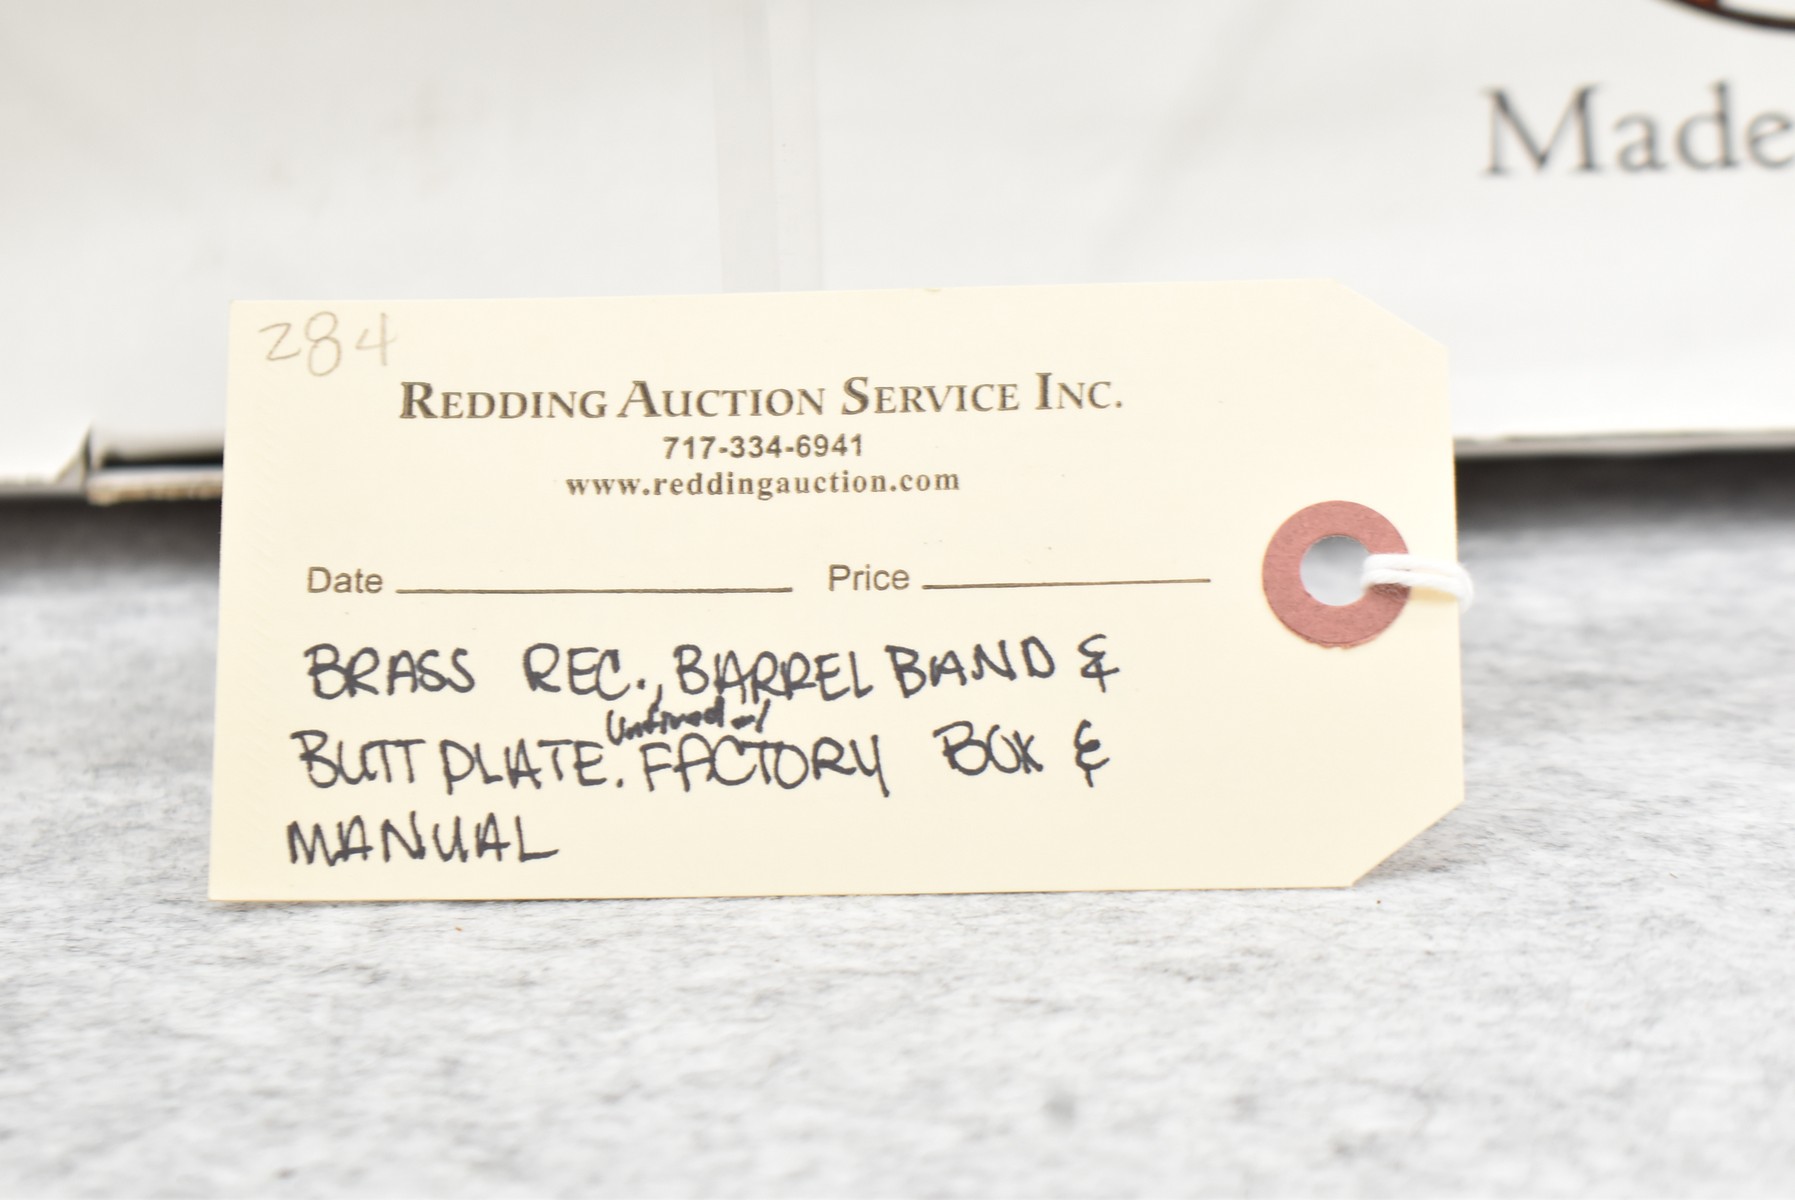 Made
284
REDDING AUCTION SERVICE INC.
717-334-6941
www.reddingauction.com
Date Price
BRASS REC., BARREL BAND &
Unfired w/
BUTT PLATE. FACTORY BOX &
MANUAL